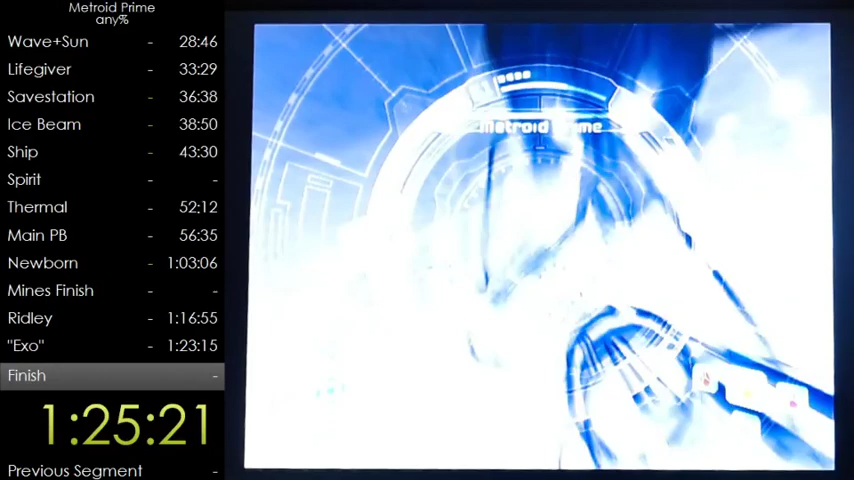 Metroid Prime
any%
Wave+Sun - 28:46
Lifegiver - 33:29
Savestation - 36:38
Ice Beam - 38:50
Ship - 43:30
Spirit - -
Thermal - 52:12
Main PB - 56:35
Newborn - 1:03:06
Mines Finish - -
Ridley - 1:16:55
"Exo" - 1:23:15
Finish -
1:25:21
Previous Segment -
Metroid Prime